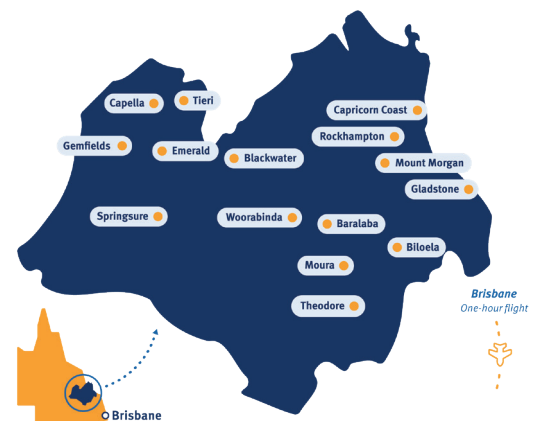 Capella
Tieri
Capricorn Coast
Rockhampton
Gemfields
Emerald
Blackwater
Mount Morgan
Gladstone
Springsure
Woorabinda
Baralaba
Biloela
Moura
Theodore
Brisbane
One-hour flight
Brisbane